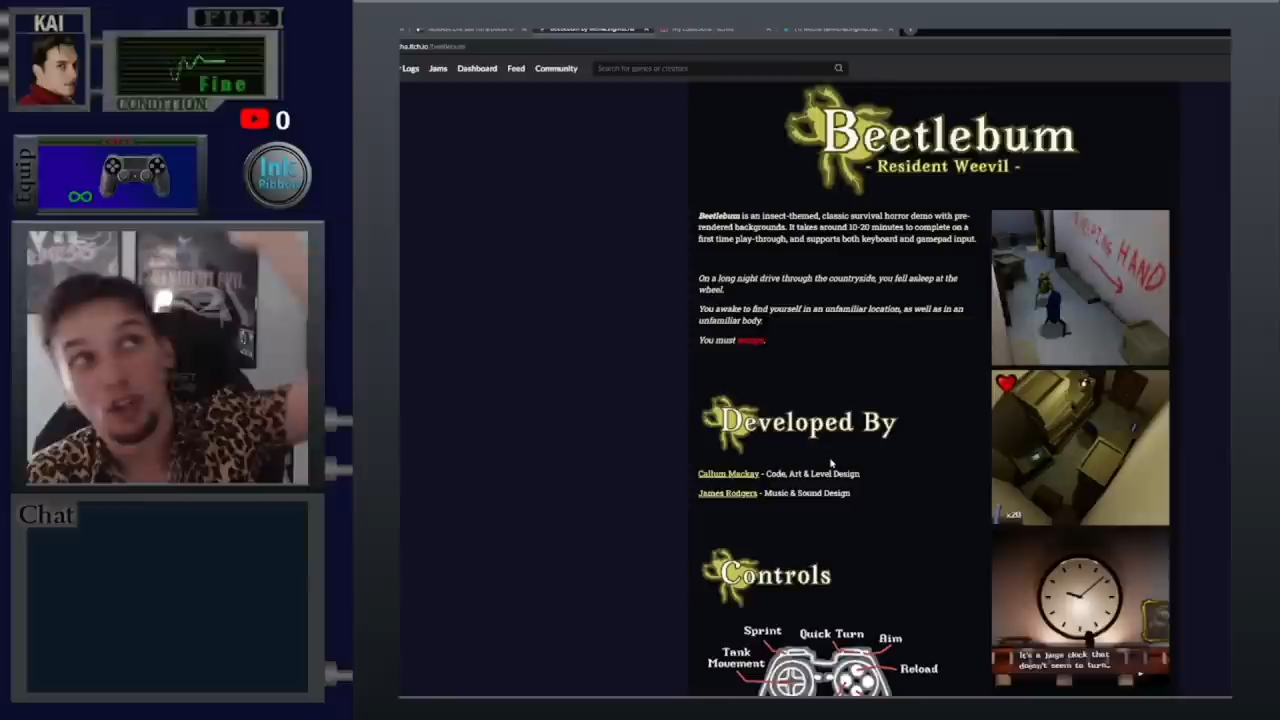 KAI
FILE
Fine
CONDITION
0
Equip
Ink
Ribbon
RESIDENT EVIL
Chat
Logs
Jams
Dashboard
Feed
Community
Search for games or creators
Beetlebum
- Resident Weevil -
Beetlebum is an insect-themed, classic survival horror demo with pre-
rendered backgrounds. It takes around 10-20 minutes to complete on a
first time play-through, and supports both keyboard and gamepad input.
On a long night drive through the countryside, you fell asleep at the
wheel.
You awake to find yourself in an unfamiliar location, as well as in an
unfamiliar body.
You must escape.
HAND
x20
Developed By
Callum Mackay - Code, Art & Level Design
James Rodgers - Music & Sound Design
Controls
Sprint
Quick Turn
Aim
Tank
Movement
Reload
It's a huge clock that
doesn't seem to turn..